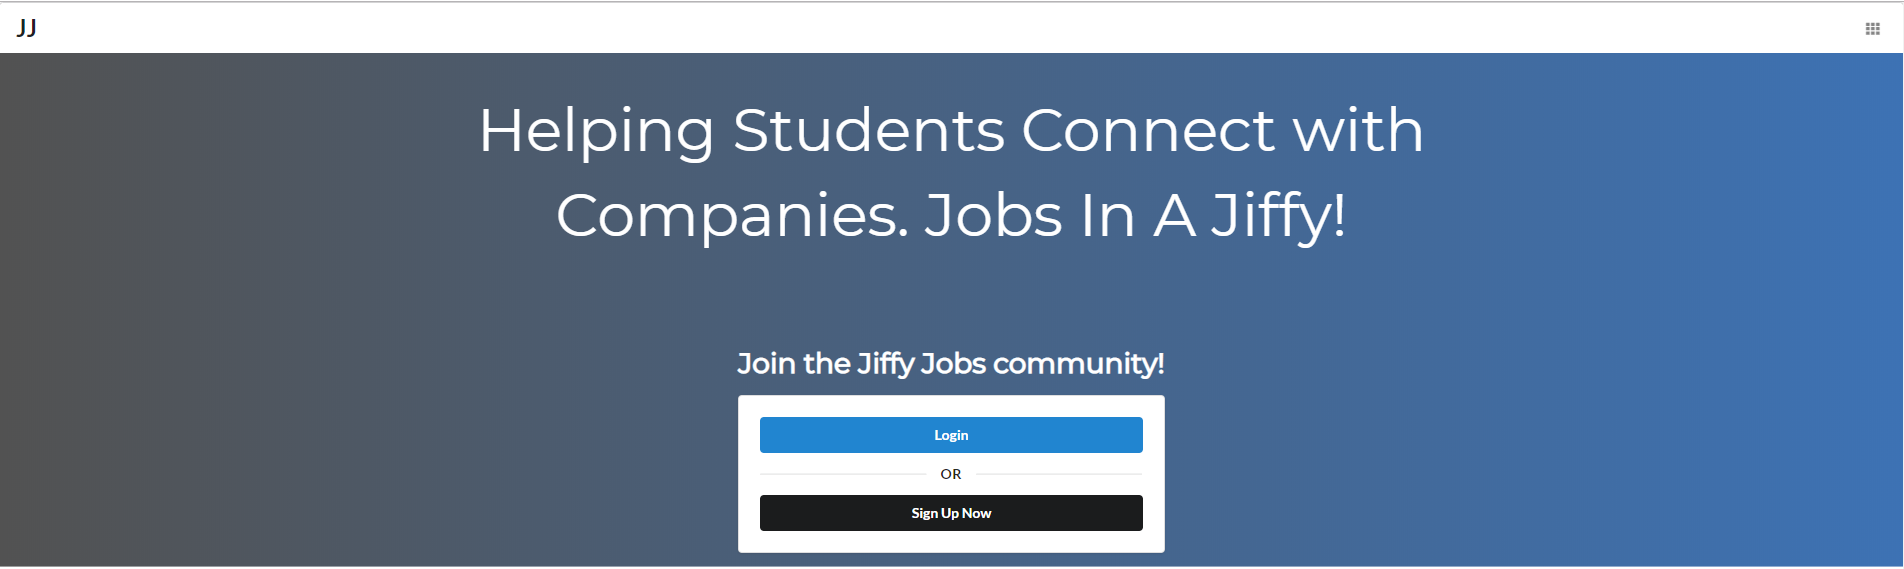 JJ
Helping Students Connect with
Companies. Jobs In A Jiffy!
Join the Jiffy Jobs community!
Login
OR
Sign Up Now